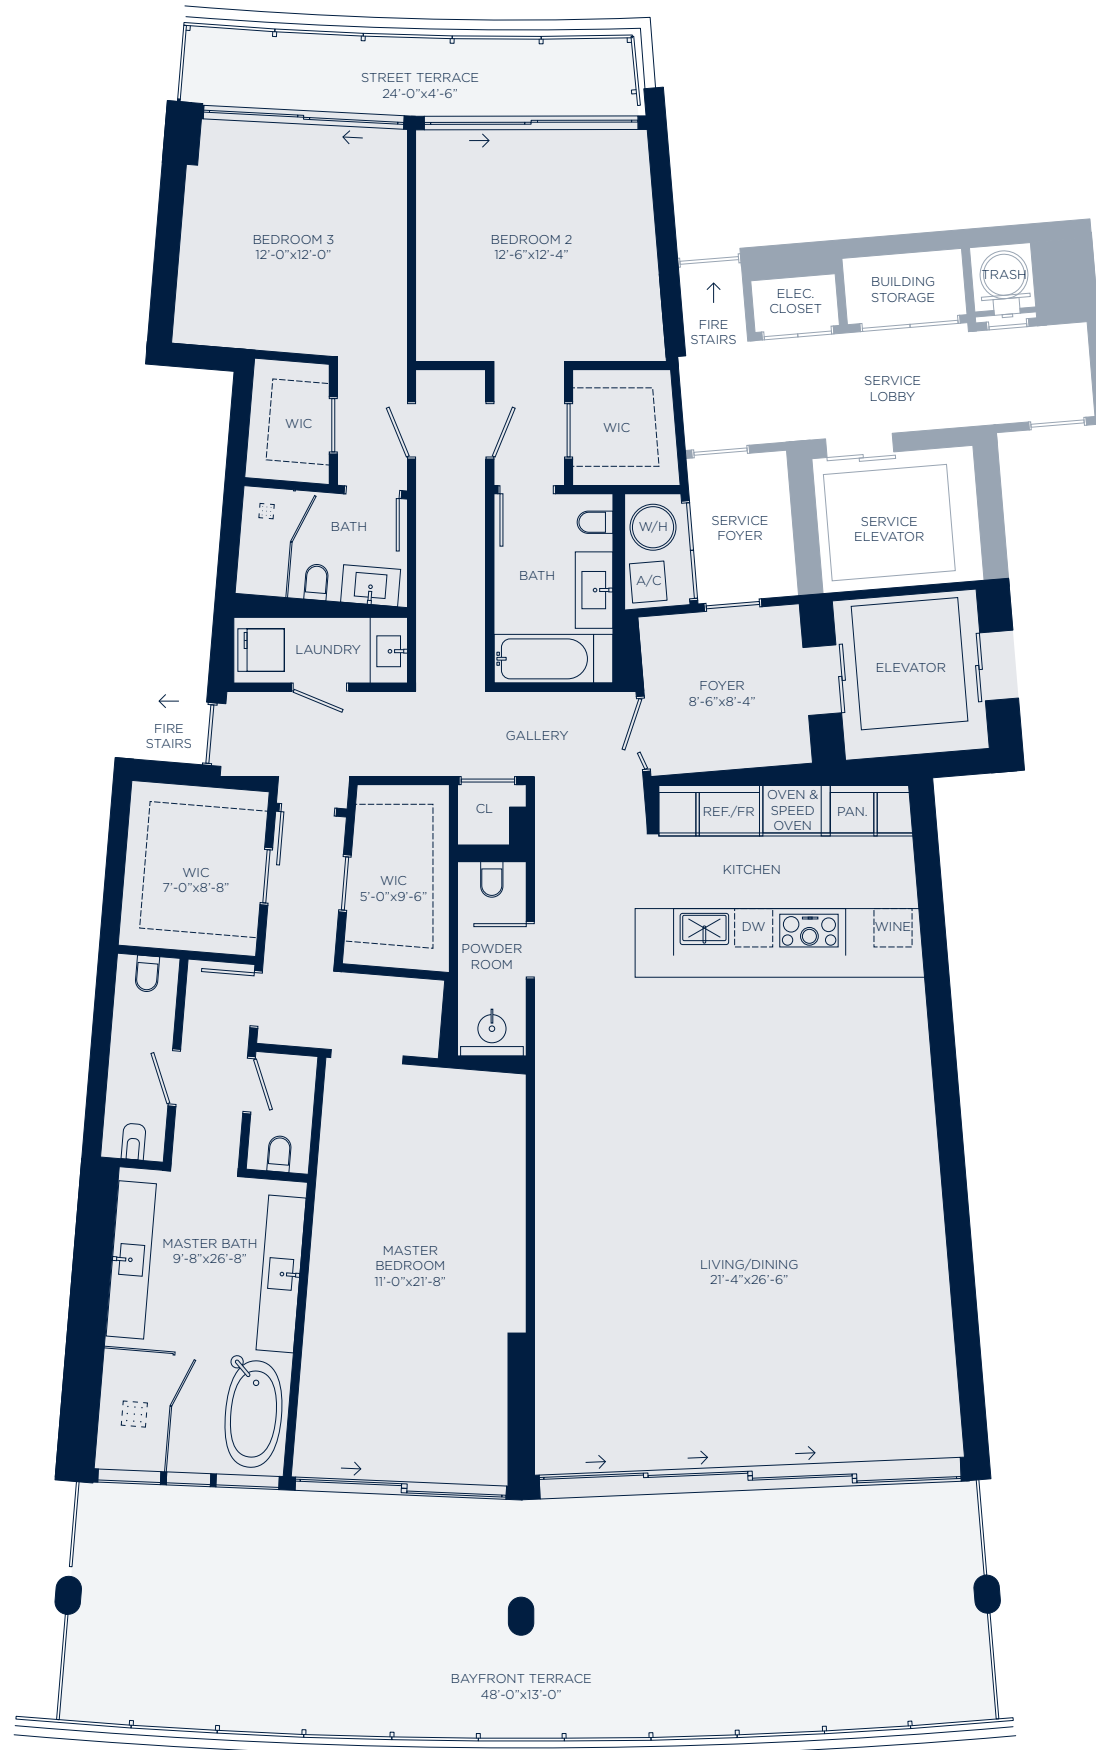 STREET TERRACE
24'-0"x4'-6"
BEDROOM 3
12'-0"x12'-0"
BEDROOM 2
12'-6"x12'-4"
FIRE
STAIRS
ELEC.
CLOSET
BUILDING
STORAGE
TRASH
SERVICE
LOBBY
WIC
WIC
BATH
BATH
W/H
A/C
SERVICE
FOYER
SERVICE
ELEVATOR
LAUNDRY
FOYER
8'-6"x8'-4"
ELEVATOR
FIRE
STAIRS
GALLERY
WIC
7'-0"x8'-8"
WIC
5'-0"x9'-6"
CL
REF./FR
OVEN &
SPEED
OVEN
PAN.
KITCHEN
DW
WINE
POWDER
ROOM
MASTER BATH
9'-8"x26'-8"
MASTER
BEDROOM
11'-0"x21'-8"
LIVING/DINING
21'-4"x26'-6"
BAYFRONT TERRACE
48'-0"x13'-0"